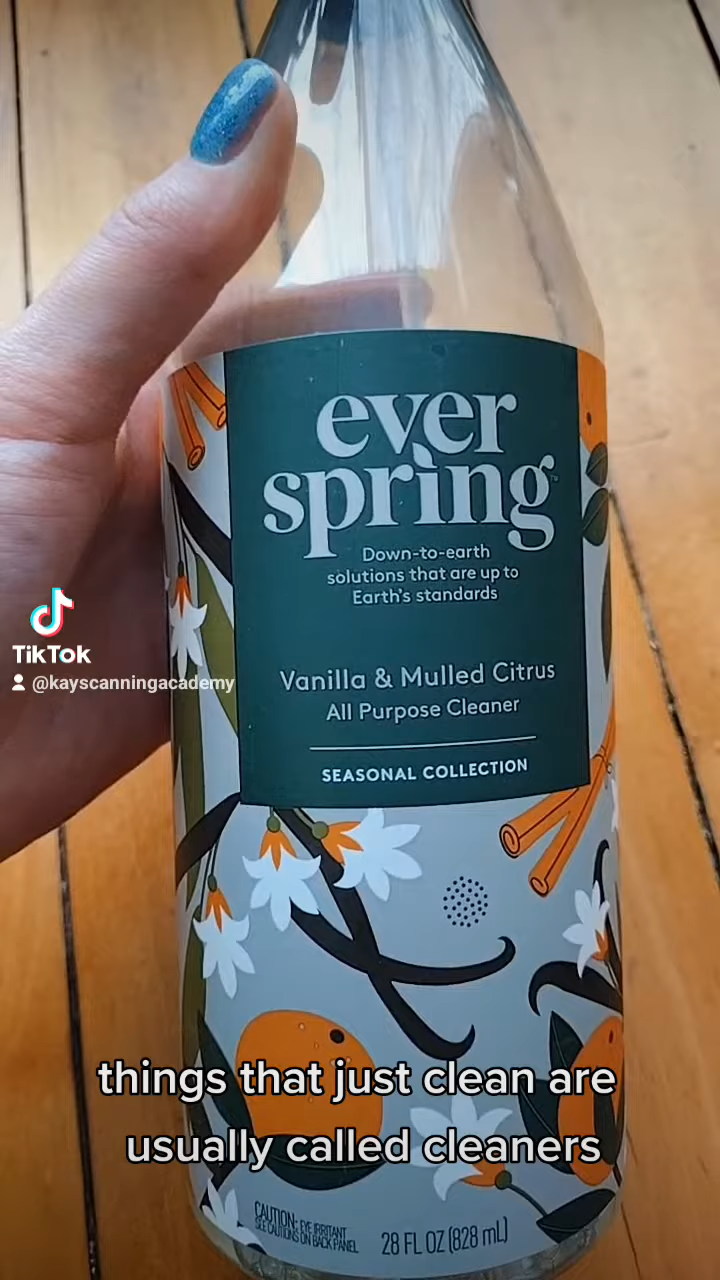 ever
spring
Down-to-earth
solutions that are up to
Earth's standards
TikTok
@kayscanningacademy
Vanilla & Mulled Citrus
All Purpose Cleaner
SEASONAL COLLECTION
things that just clean are
usually called cleaners
CAUTION: EYE IRRITANT
SEE CAUTIONS ON BACK PANEL
28 FL OZ (828 mL)